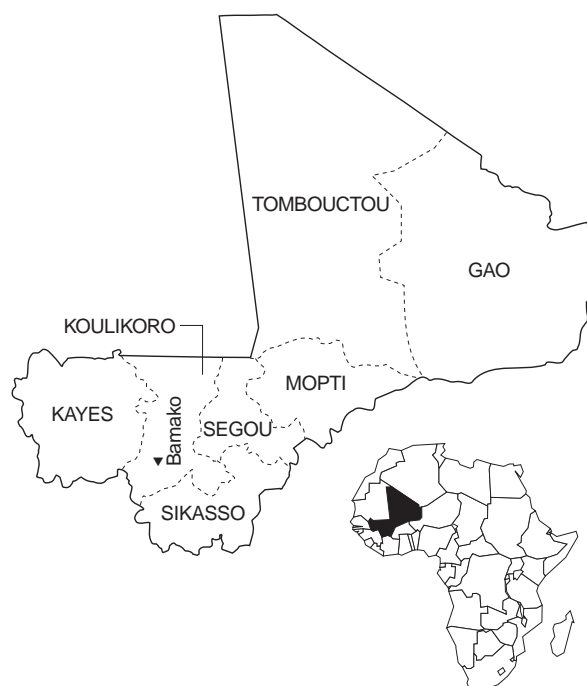 TOMBOUCTOU
GAO
KOULIKORO
MOPTI
KAYES
SEGOU
Bamako
SIKASSO